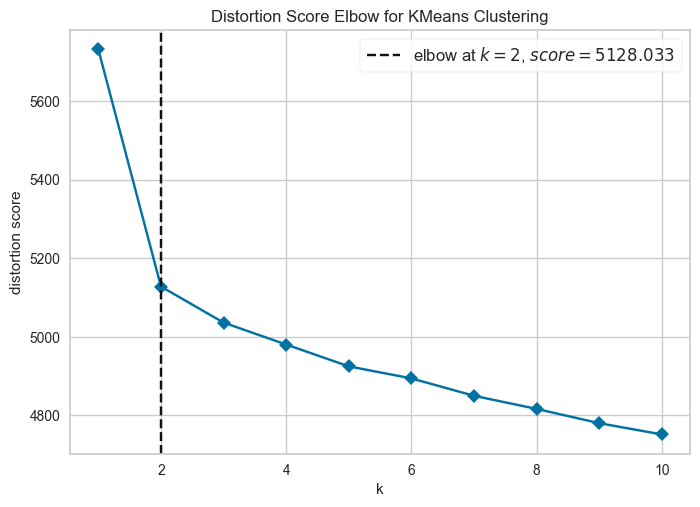 Distortion Score Elbow for KMeans Clustering
elbow at k = 2, score = 5128.033
distortion score
5600
5400
5200
5000
4800
2 4 6 8 10
k